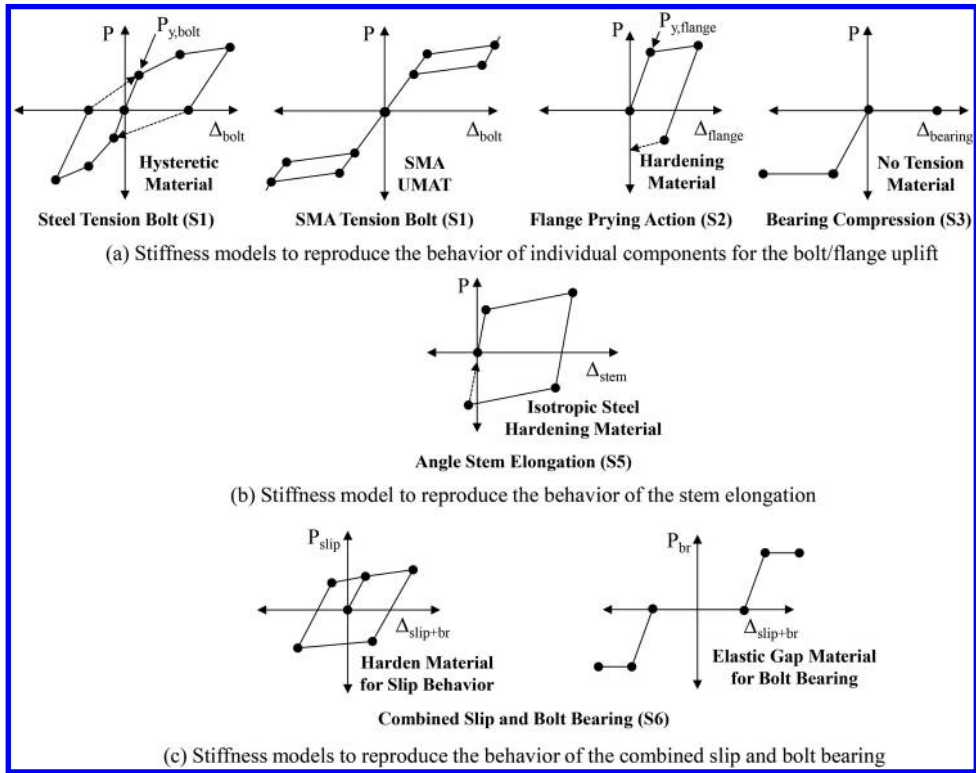 P
P_y,bolt
Δ_bolt
Hysteretic
Material
Steel Tension Bolt (S1)
P
Δ_bolt
SMA
UMAT
SMA Tension Bolt (S1)
P
P_y,flange
Δ_flange
Hardening
Material
Flange Prying Action (S2)
P
Δ_bearing
No Tension
Material
Bearing Compression (S3)
(a) Stiffness models to reproduce the behavior of individual components for the bolt/flange uplift
P
Δ_stem
Isotropic Steel
Hardening Material
Angle Stem Elongation (S5)
(b) Stiffness model to reproduce the behavior of the stem elongation
P_slip
Δ_slip+br
Harden Material
for Slip Behavior
P_br
Δ_slip+br
Elastic Gap Material
for Bolt Bearing
Combined Slip and Bolt Bearing (S6)
(c) Stiffness models to reproduce the behavior of the combined slip and bolt bearing